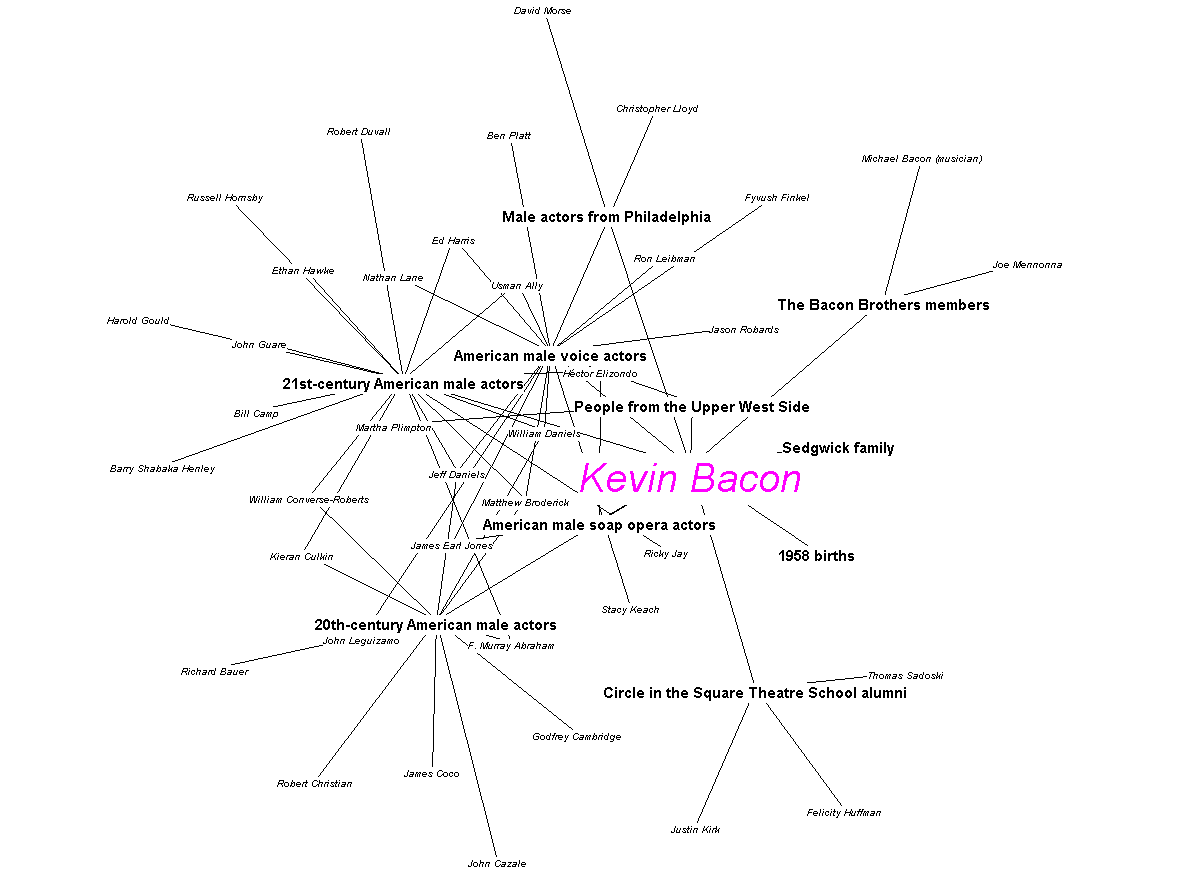 David Morse
Christopher Lloyd
Robert Duvall
Ben Platt
Michael Bacon (musician)
Russell Hornsby
Fyvush Finkel
Male actors from Philadelphia
Ed Harris
Ron Leibman
Joe Mennonna
Ethan Hawke
Nathan Lane
Usman Ally
The Bacon Brothers members
Harold Gould
Jason Robards
John Guare
American male voice actors
Héctor Elizondo
21st-century American male actors
People from the Upper West Side
Bill Camp
Martha Plimpton
William Daniels
Sedgwick family
Barry Shabaka Henley
Jeff Daniels
Kevin Bacon
William Converse-Roberts
Matthew Broderick
American male soap opera actors
James Earl Jones
Ricky Jay
Kieran Culkin
1958 births
Stacy Keach
20th-century American male actors
John Leguizamo
F. Murray Abraham
Richard Bauer
Thomas Sadoski
Circle in the Square Theatre School alumni
Godfrey Cambridge
James Coco
Robert Christian
Felicity Huffman
Justin Kirk
John Cazale